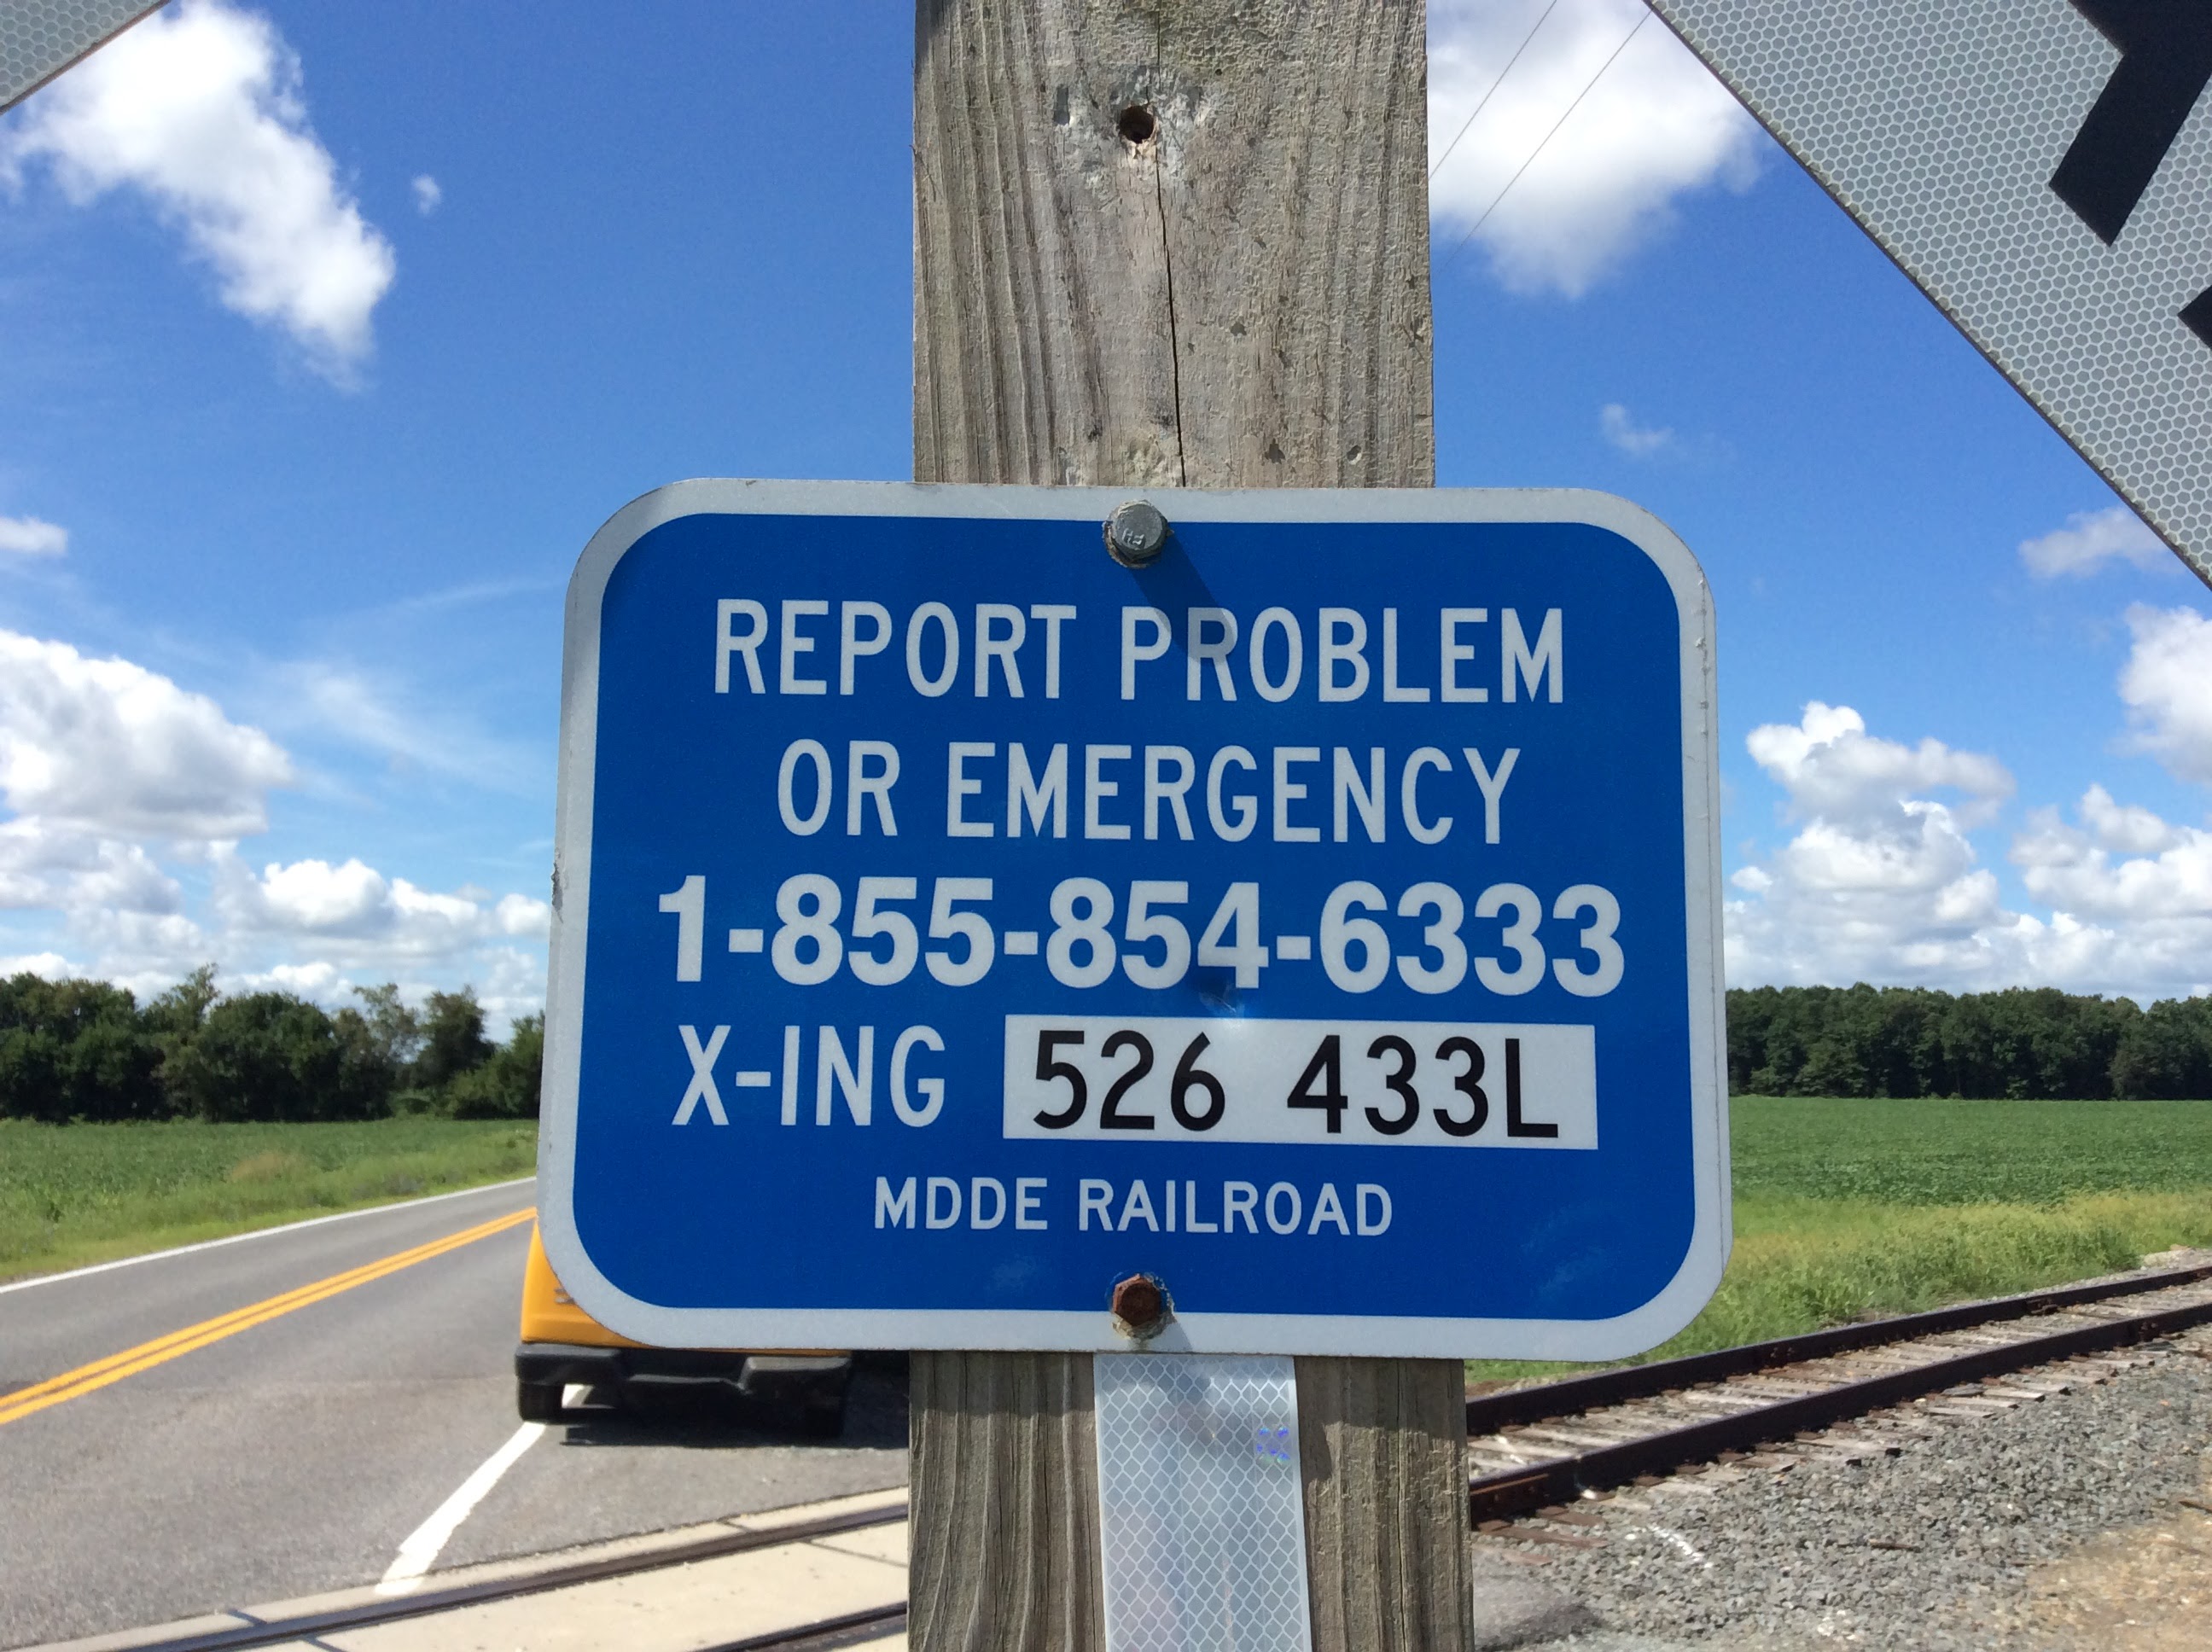 REPORT PROBLEM
OR EMERGENCY
1-855-854-6333
X-ING 526 433L
MDDE RAILROAD